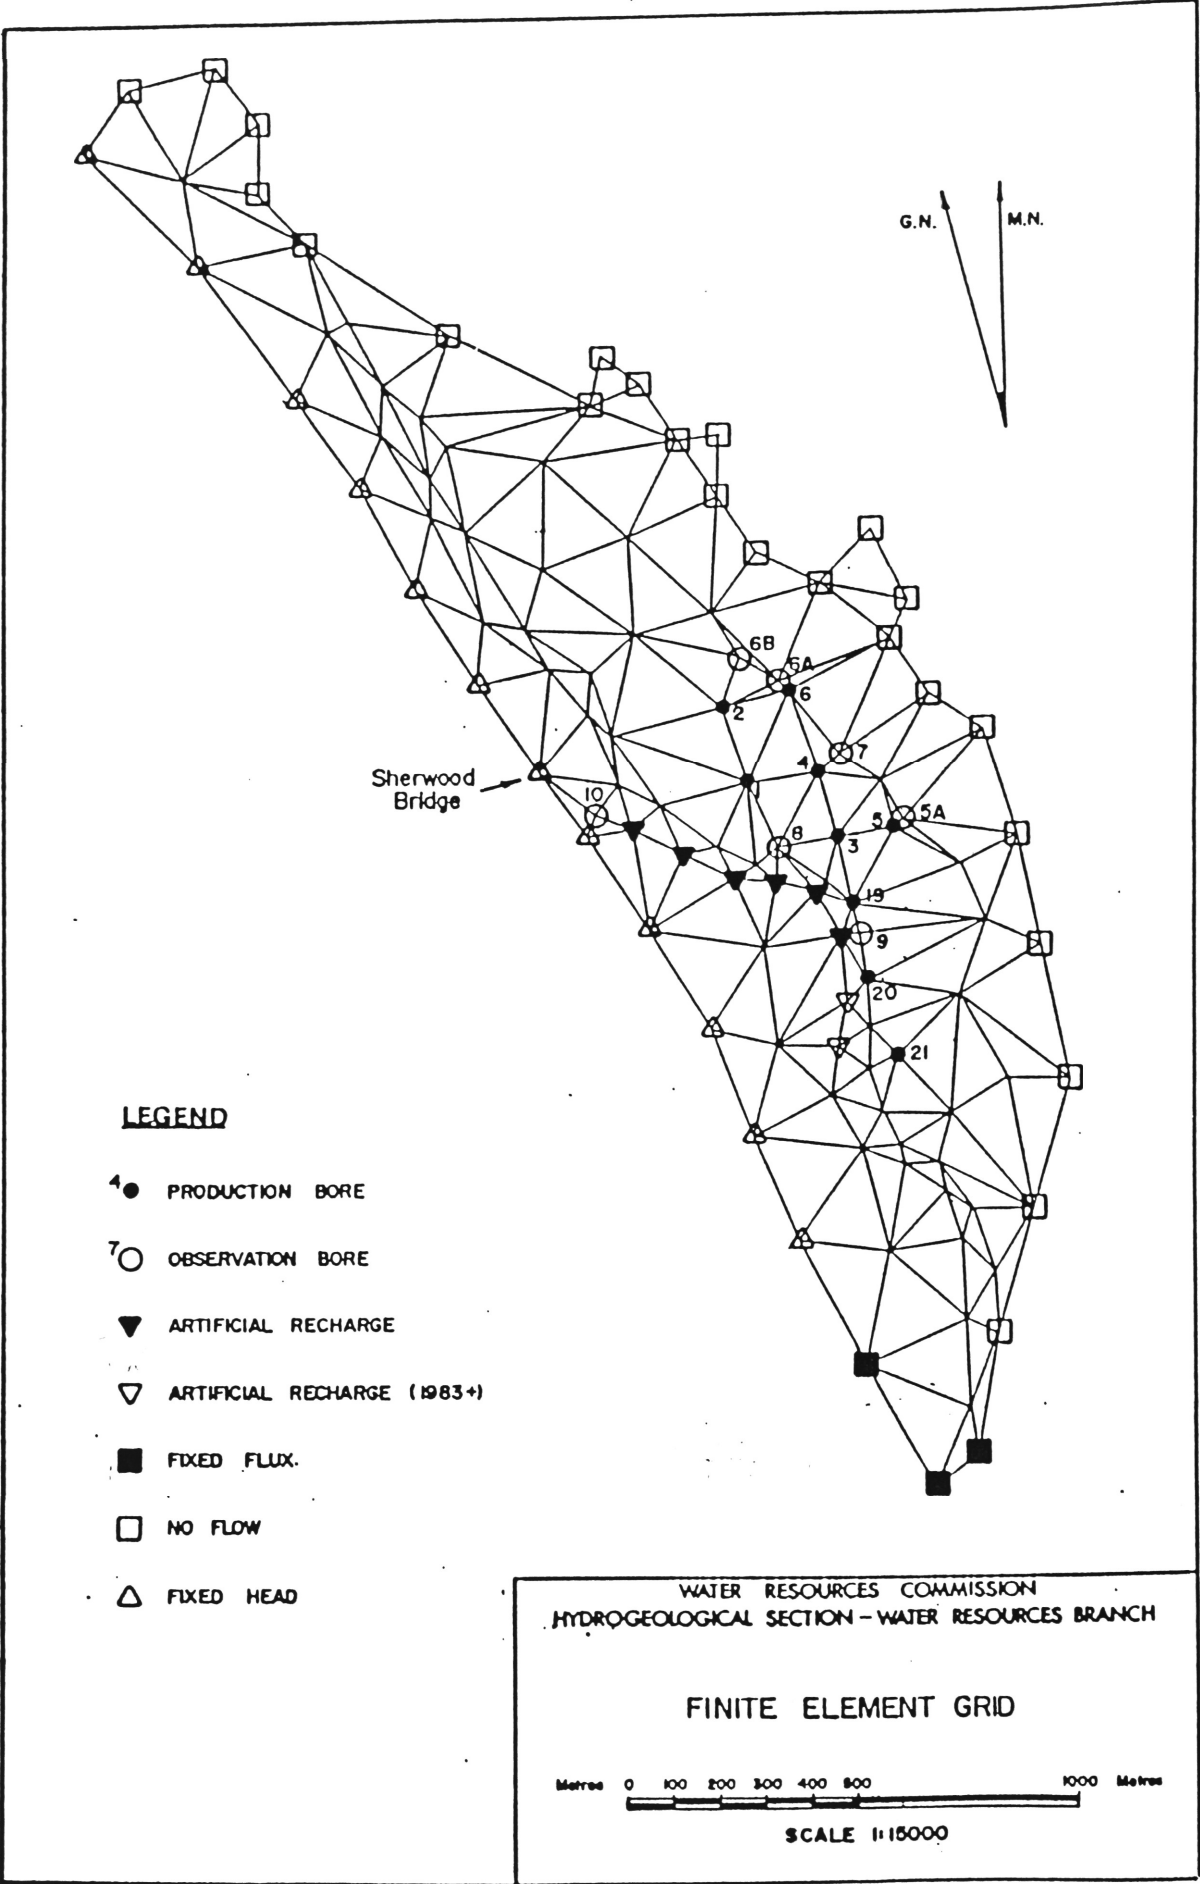 G.N. M.N.
6B
6A
6
2
7
4
1
Sherwood
Bridge
10
5 5A
8
3
19
9
20
21
LEGEND
4 PRODUCTION BORE
7 OBSERVATION BORE
ARTIFICIAL RECHARGE
ARTIFICIAL RECHARGE (1983+)
FIXED FLUX.
NO FLOW
FIXED HEAD
WATER RESOURCES COMMISSION
HYDROGEOLOGICAL SECTION – WATER RESOURCES BRANCH
FINITE ELEMENT GRID
Metres 0 100 200 300 400 500 1000 Metres
SCALE 1:15000